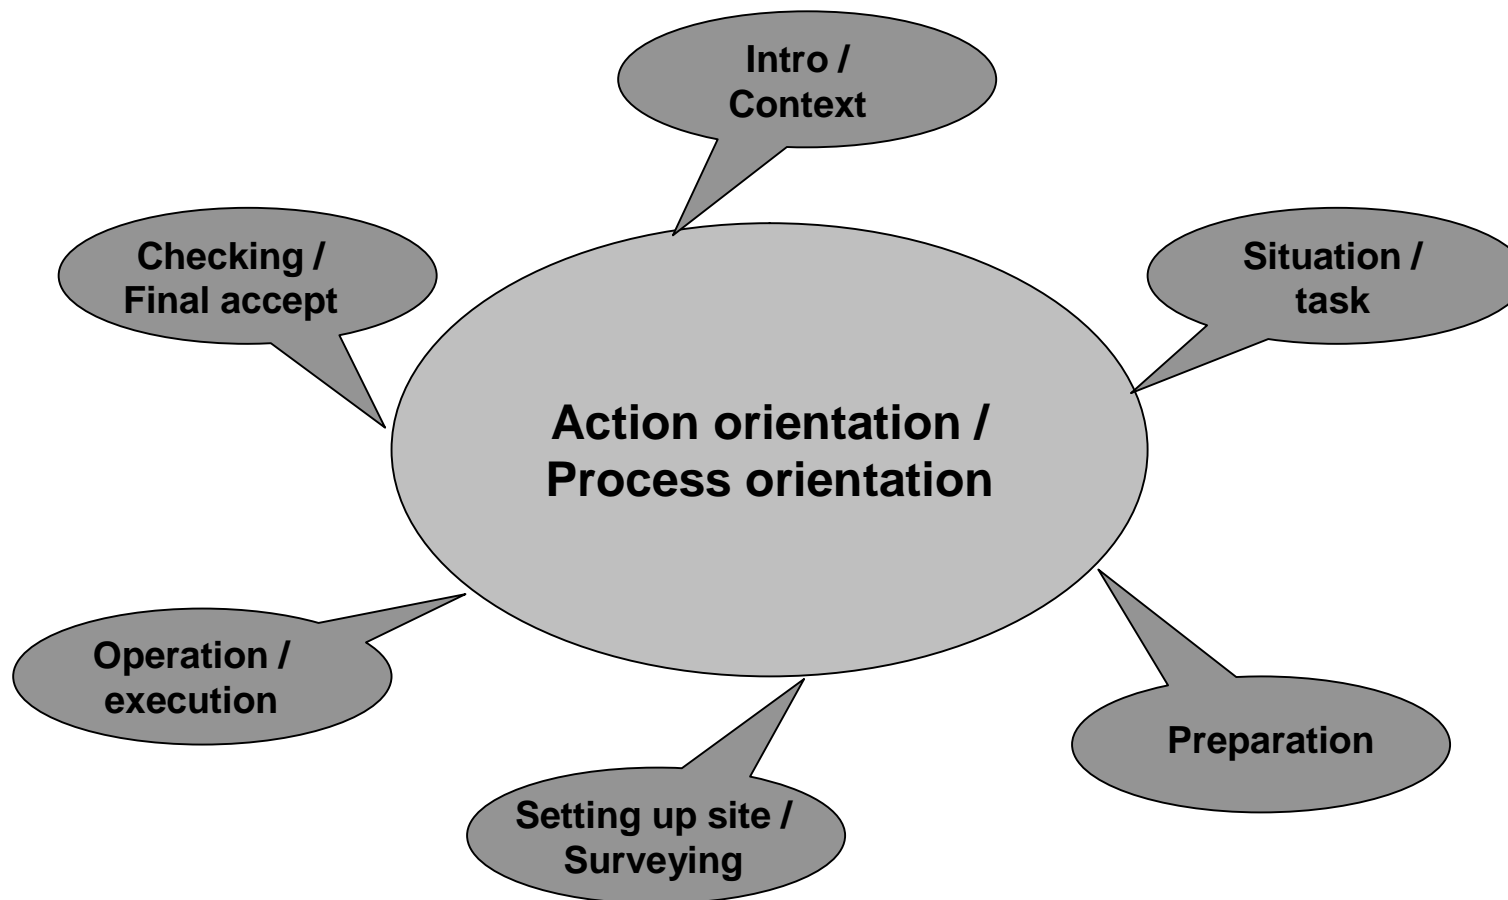 Intro /
Context
Situation /
task
Checking /
Final accept
Action orientation /
Process orientation
Preparation
Operation /
execution
Setting up site /
Surveying